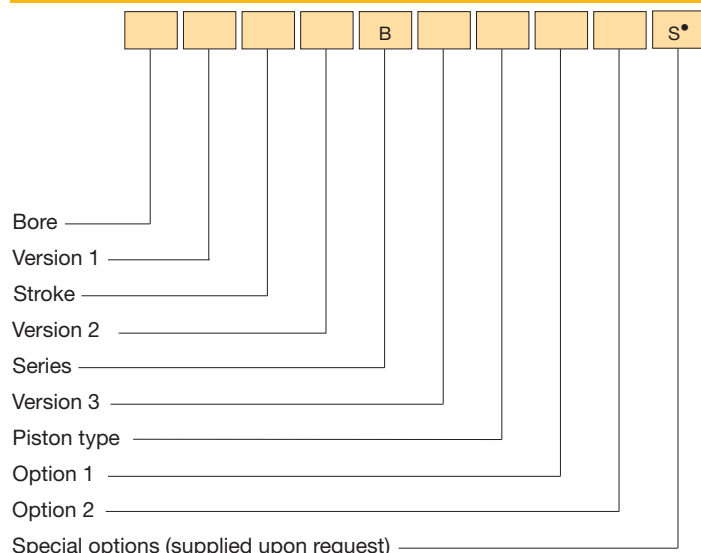 B S•
Bore
Version 1
Stroke
Version 2
Series
Version 3
Piston type
Option 1
Option 2
Special options (supplied upon request)